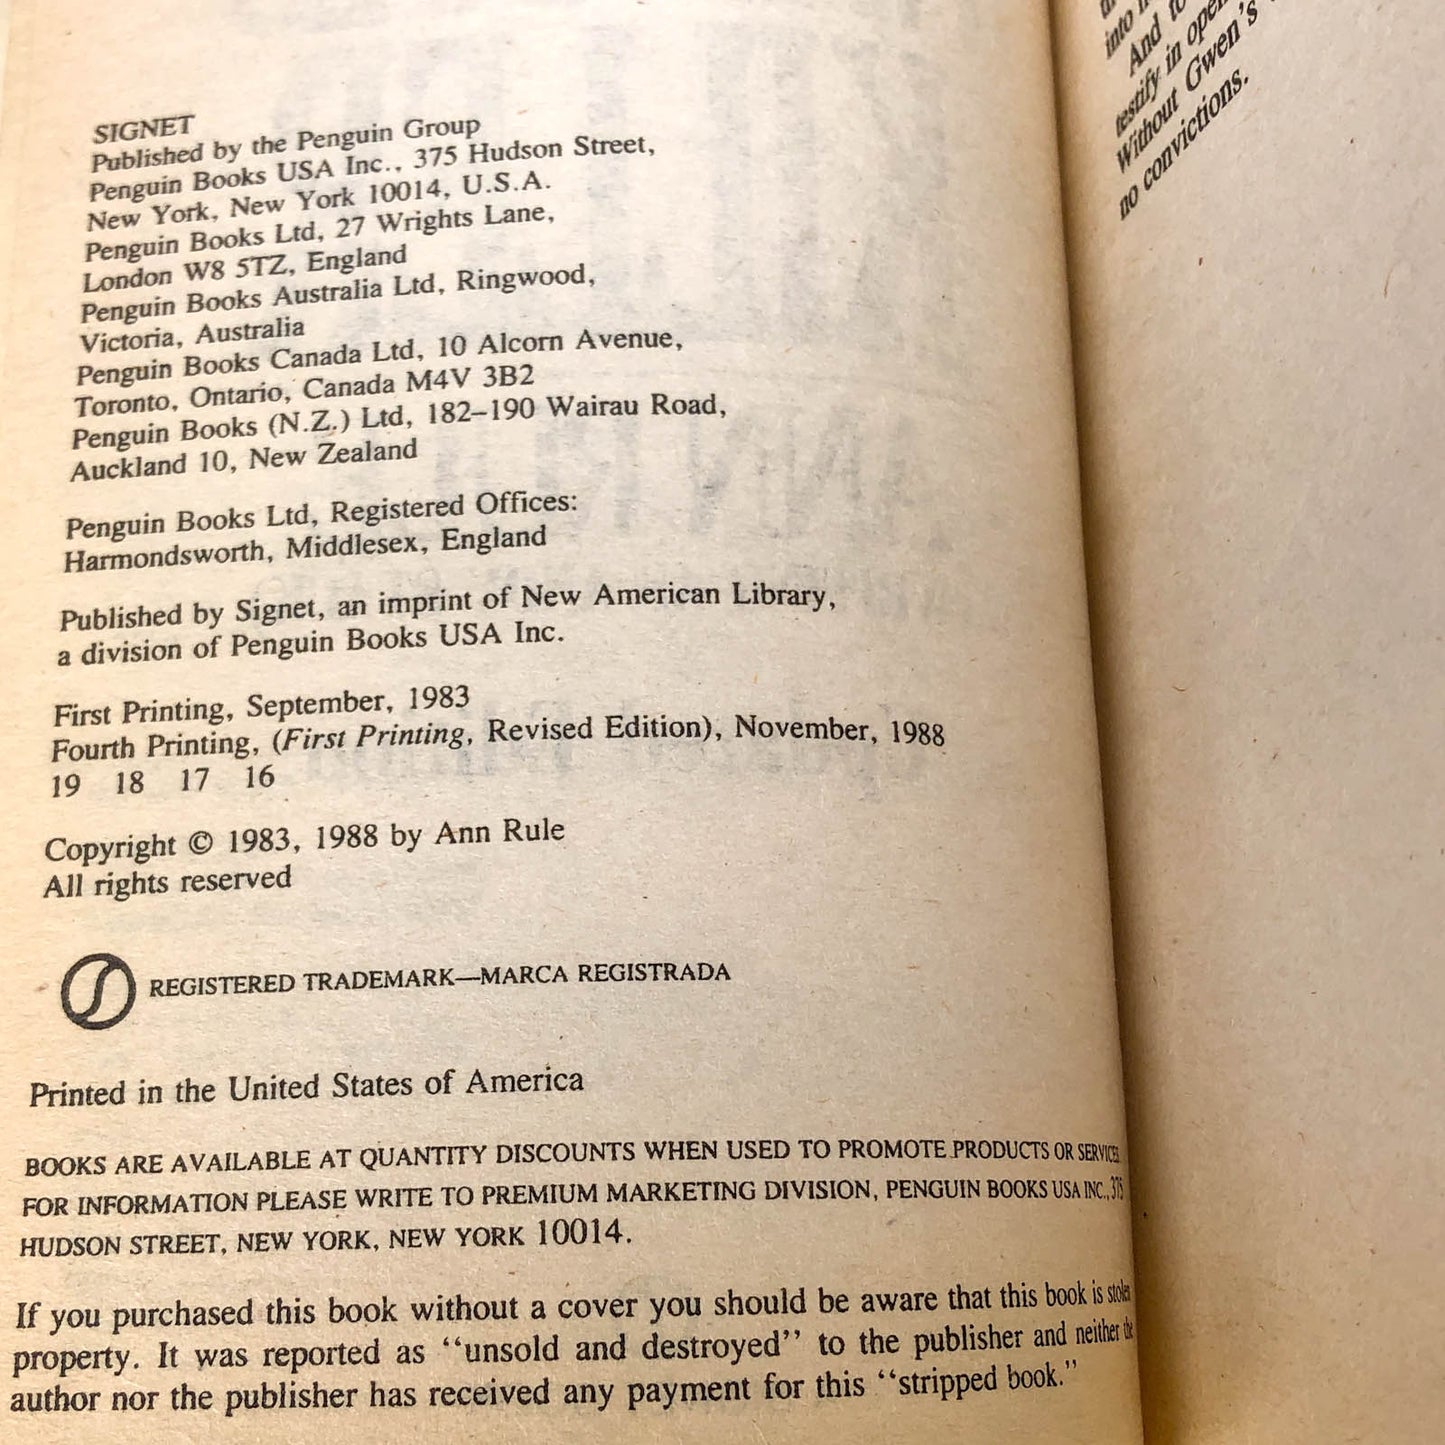 SIGNET
Published by the Penguin Group
Penguin Books USA Inc., 375 Hudson Street,
New York, New York 10014, U.S.A.
Penguin Books Ltd, 27 Wrights Lane,
London W8 5TZ, England
Penguin Books Australia Ltd, Ringwood,
Victoria, Australia
Penguin Books Canada Ltd, 10 Alcorn Avenue,
Toronto, Ontario, Canada M4V 3B2
Penguin Books (N.Z.) Ltd, 182–190 Wairau Road,
Auckland 10, New Zealand
Penguin Books Ltd, Registered Offices:
Harmondsworth, Middlesex, England
Published by Signet, an imprint of New American Library,
a division of Penguin Books USA Inc.
First Printing, September, 1983
Fourth Printing, (First Printing, Revised Edition), November, 1988
19 18 17 16
Copyright © 1983, 1988 by Ann Rule
All rights reserved
REGISTERED TRADEMARK—MARCA REGISTRADA
Printed in the United States of America
BOOKS ARE AVAILABLE AT QUANTITY DISCOUNTS WHEN USED TO PROMOTE PRODUCTS OR SERVICES.
FOR INFORMATION PLEASE WRITE TO PREMIUM MARKETING DIVISION, PENGUIN BOOKS USA INC., 375
HUDSON STREET, NEW YORK, NEW YORK 10014.
If you purchased this book without a cover you should be aware that this book is stolen
property. It was reported as "unsold and destroyed" to the publisher and neither the
author nor the publisher has received any payment for this "stripped book."
into
And to
testify in open
Without Gwen's
no convictions.